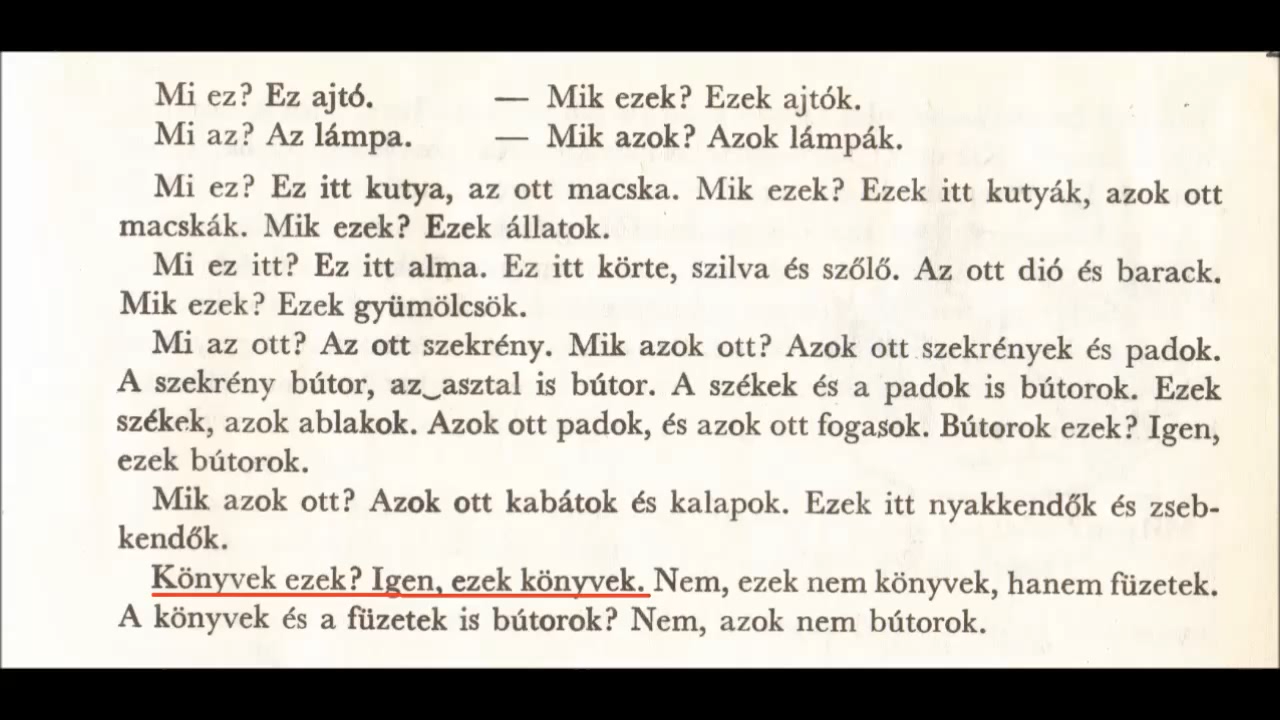 Mi ez? Ez ajtó. — Mik ezek? Ezek ajtók.
Mi az? Az lámpa. — Mik azok? Azok lámpák.
Mi ez? Ez itt kutya, az ott macska. Mik ezek? Ezek itt kutyák, azok ott
macskák. Mik ezek? Ezek állatok.
Mi ez itt? Ez itt alma. Ez itt körte, szilva és szőlő. Az ott dió és barack.
Mik ezek? Ezek gyümölcsök.
Mi az ott? Az ott szekrény. Mik azok ott? Azok ott szekrények és padok.
A szekrény bútor, az‿asztal is bútor. A székek és a padok is bútorok. Ezek
székek, azok ablakok. Azok ott padok, és azok ott fogasok. Bútorok ezek? Igen,
ezek bútorok.
Mik azok ott? Azok ott kabátok és kalapok. Ezek itt nyakkendők és zseb-
kendők.
Könyvek ezek? Igen, ezek könyvek. Nem, ezek nem könyvek, hanem füzetek.
A könyvek és a füzetek is bútorok? Nem, azok nem bútorok.